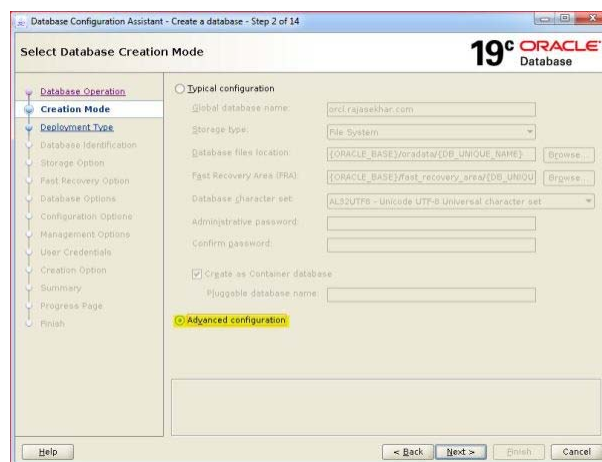 Database Configuration Assistant - Create a database - Step 2 of 14
Select Database Creation Mode
19c ORACLE
Database
Database Operation
Creation Mode
Deployment Type
Database Identification
Storage Option
Fast Recovery Option
Database Options
Configuration Options
Management Options
User Credentials
Creation Option
Summary
Progress Page
Finish
Typical configuration
Global database name: orcl.rajasekhar.com
Storage type: File System
Database files location: {ORACLE_BASE}/oradata/{DB_UNIQUE_NAME} Browse...
Fast Recovery Area (FRA): {ORACLE_BASE}/fast_recovery_area/{DB_UNIQU Browse...
Database character set: AL32UTF8 - Unicode UTF-8 Universal character set
Administrative password:
Confirm password:
Create as Container database
Pluggable database name:
Advanced configuration
Help
< Back
Next >
Finish
Cancel